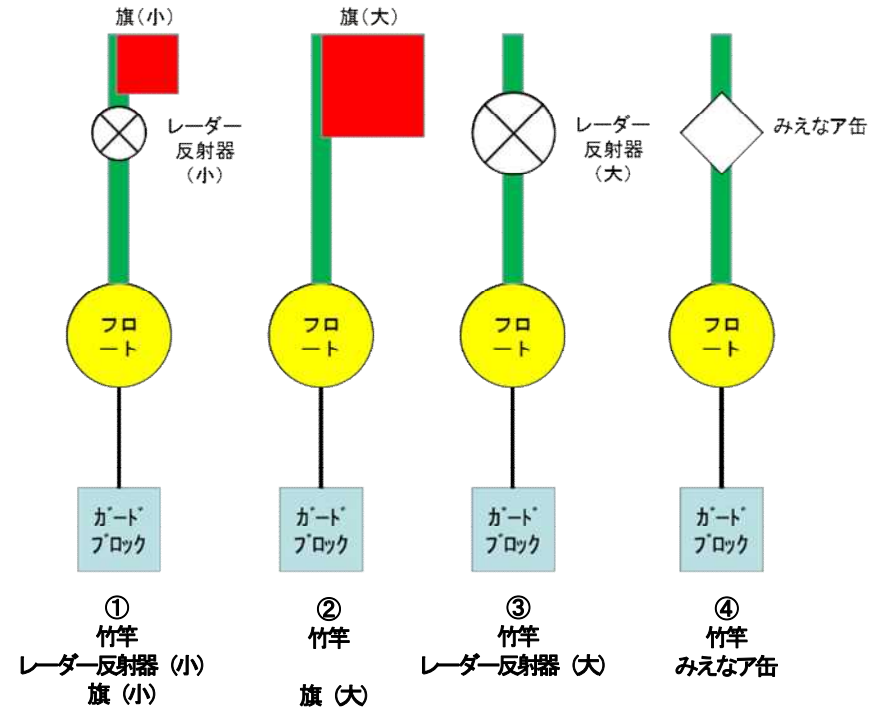 旗（小）
レーダー
反射器
（小）
フロ
ート
ｶﾞｰﾄﾞ
ﾌﾞﾛｯｸ
①
竹竿
レーダー反射器（小）
旗（小）
旗（大）
フロ
ート
ｶﾞｰﾄﾞ
ﾌﾞﾛｯｸ
②
竹竿
旗（大）
レーダー
反射器
（大）
フロ
ート
ｶﾞｰﾄﾞ
ﾌﾞﾛｯｸ
③
竹竿
レーダー反射器（大）
みえなア缶
フロ
ート
ｶﾞｰﾄﾞ
ﾌﾞﾛｯｸ
④
竹竿
みえなア缶